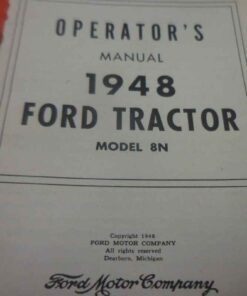 OPERATOR'S
MANUAL
1948
FORD TRACTOR
MODEL 8N
Copyright 1948
FORD MOTOR COMPANY
All rights reserved
Dearborn, Michigan
Ford Motor Company